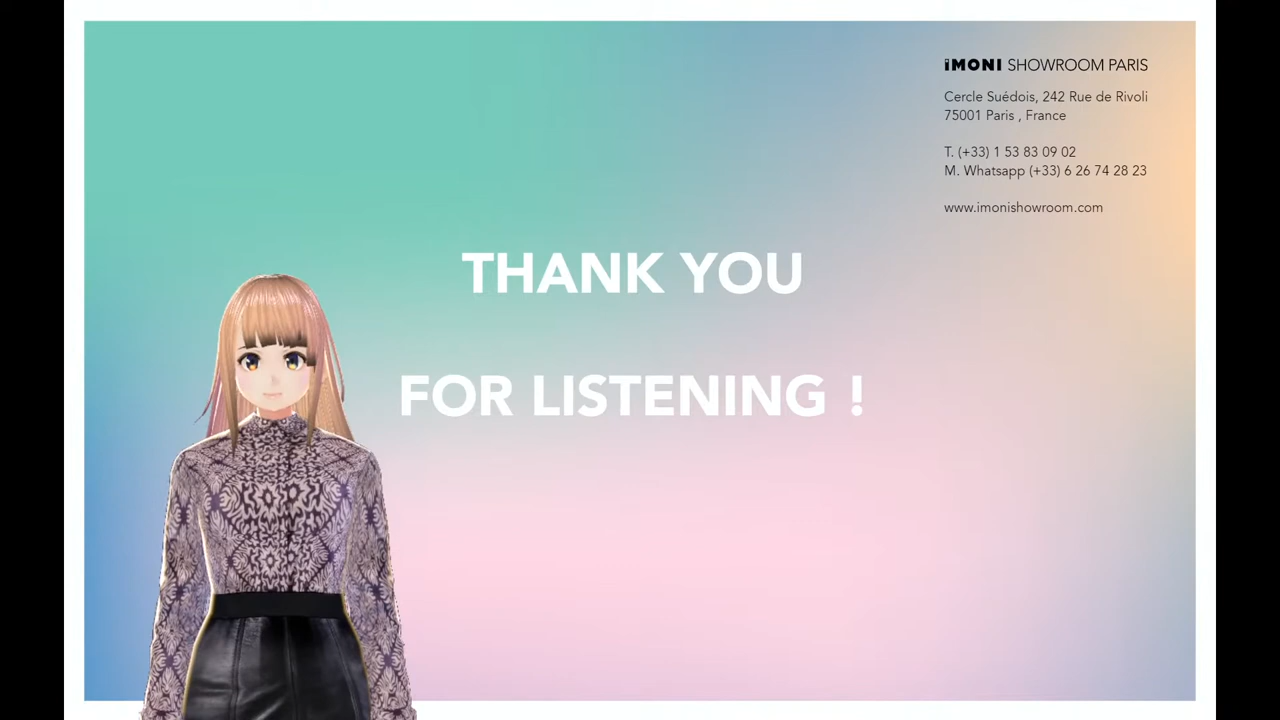 iMONI SHOWROOM PARIS
Cercle Suédois, 242 Rue de Rivoli
75001 Paris , France
T. (+33) 1 53 83 09 02
M. Whatsapp (+33) 6 26 74 28 23
www.imonishowroom.com
THANK YOU
FOR LISTENING !